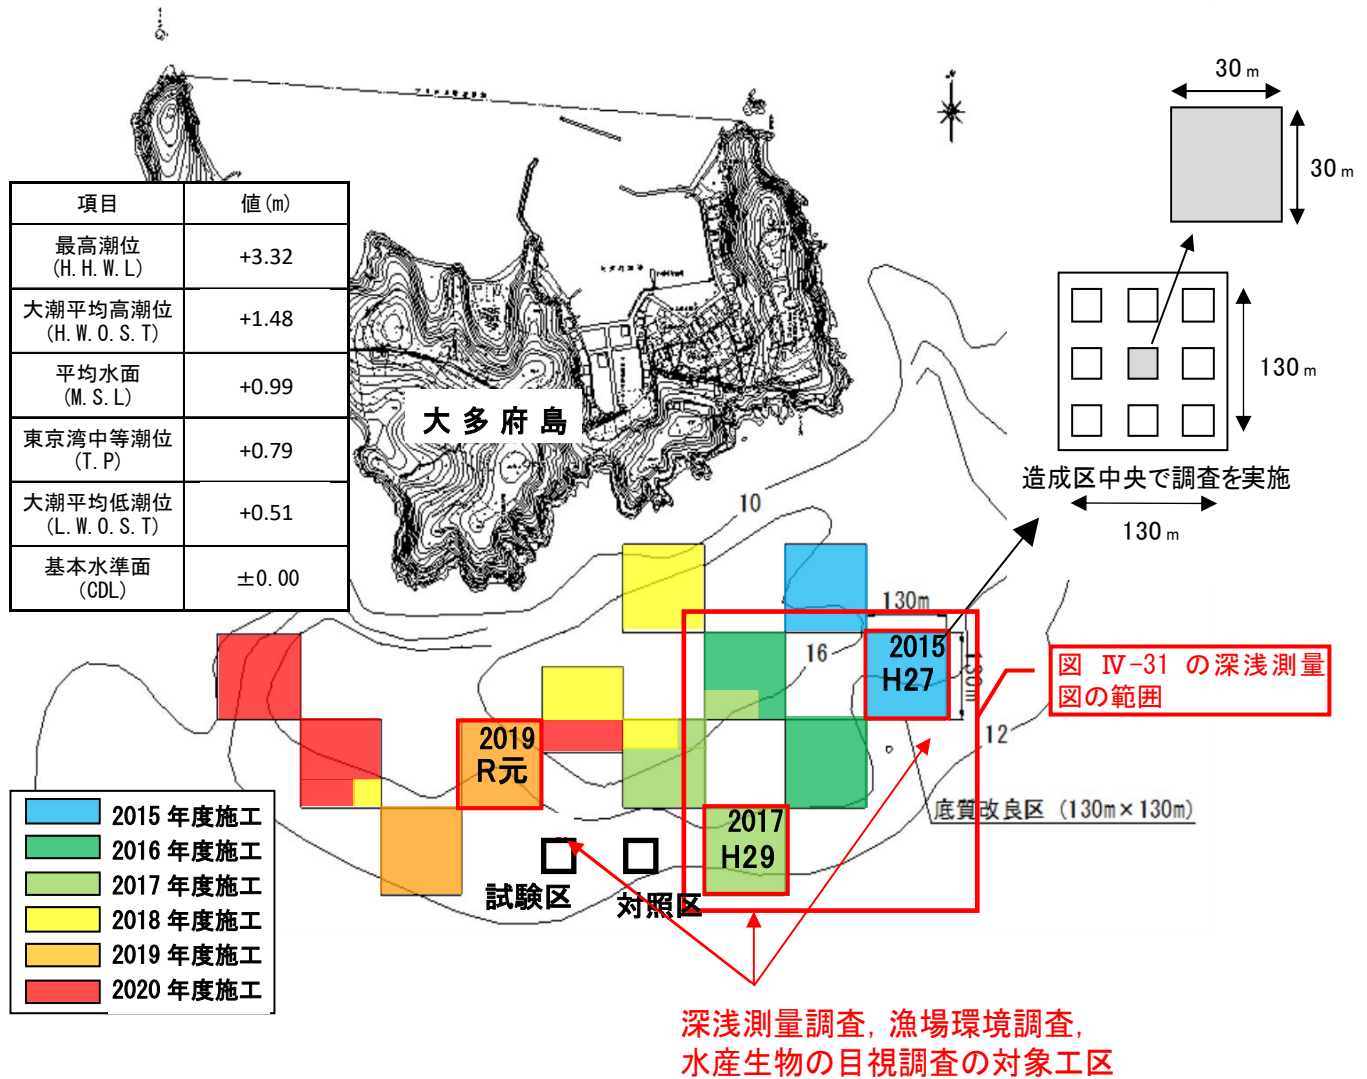 項目 値(m)
最高潮位
(H.H.W.L) +3.32
大潮平均高潮位
(H.W.O.S.T) +1.48
平均水面
(M.S.L) +0.99
東京湾中等潮位
(T.P) +0.79
大潮平均低潮位
(L.W.O.S.T) +0.51
基本水準面
(CDL) ±0.00
大多府島
30m
30m
130m
造成区中央で調査を実施
130m
10
16
12
130m
130m
2015
H27
2019
R元
2017
H29
試験区
対照区
図 Ⅳ-31 の深浅測量
図の範囲
底質改良区 (130m×130m)
2015 年度施工
2016 年度施工
2017 年度施工
2018 年度施工
2019 年度施工
2020 年度施工
深浅測量調査, 漁場環境調査,
水産生物の目視調査の対象工区